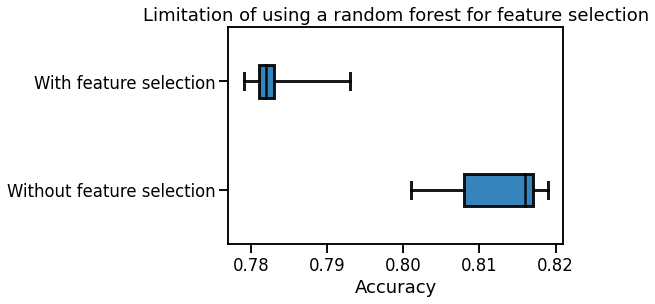 Limitation of using a random forest for feature selection
With feature selection
Without feature selection
0.78 0.79 0.80 0.81 0.82
Accuracy